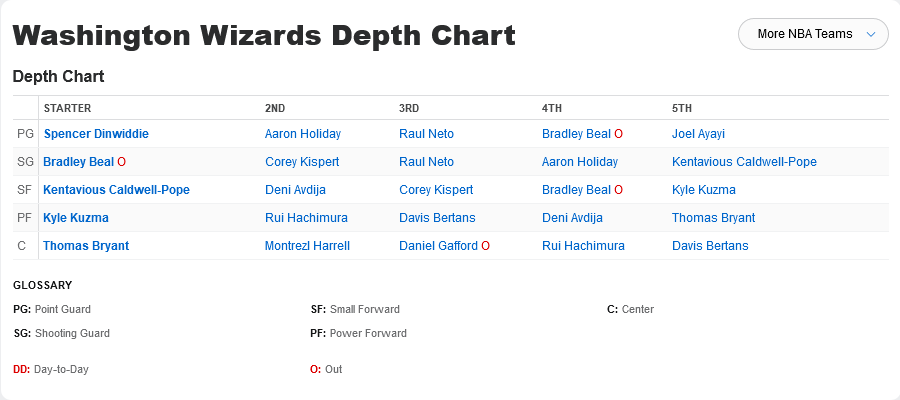 Washington Wizards Depth Chart
More NBA Teams
Depth Chart
STARTER 2ND 3RD 4TH 5TH
PG Spencer Dinwiddie Aaron Holiday Raul Neto Bradley Beal O Joel Ayayi
SG Bradley Beal O Corey Kispert Raul Neto Aaron Holiday Kentavious Caldwell-Pope
SF Kentavious Caldwell-Pope Deni Avdija Corey Kispert Bradley Beal O Kyle Kuzma
PF Kyle Kuzma Rui Hachimura Davis Bertans Deni Avdija Thomas Bryant
C Thomas Bryant Montrezl Harrell Daniel Gafford O Rui Hachimura Davis Bertans
GLOSSARY
PG: Point Guard SF: Small Forward C: Center
SG: Shooting Guard PF: Power Forward
DD: Day-to-Day O: Out